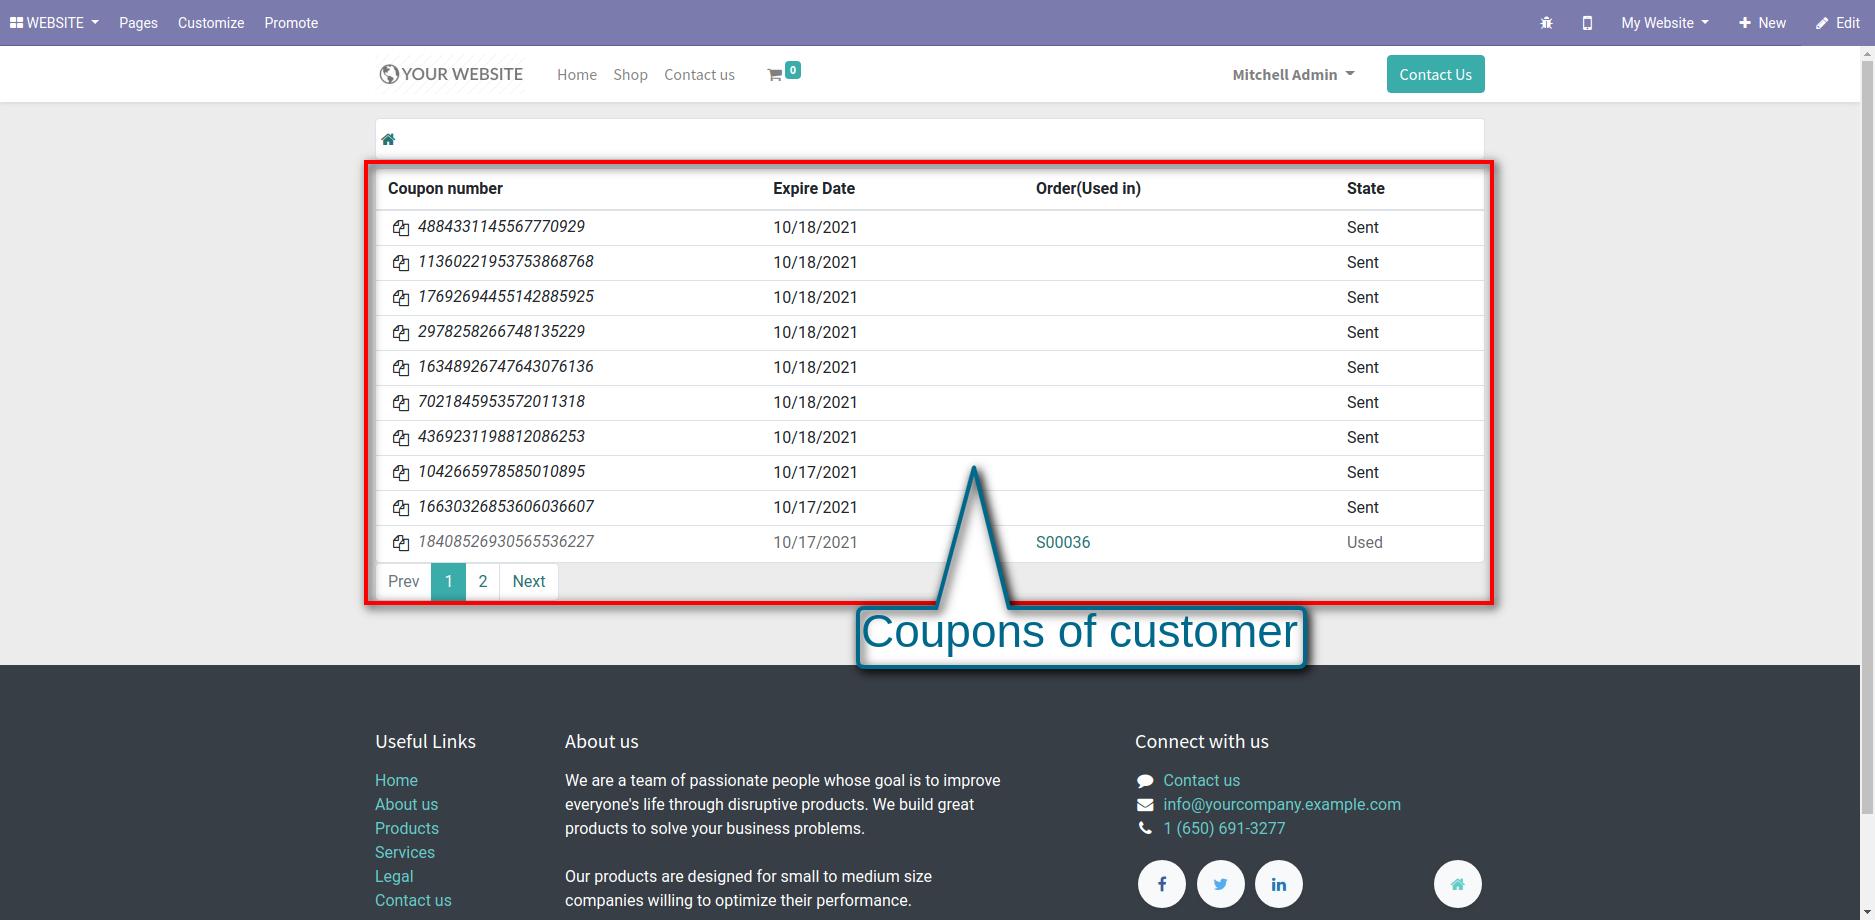 WEBSITE Pages Customize Promote My Website New Edit
YOUR WEBSITE Home Shop Contact us 0 Mitchell Admin Contact Us
Coupon number Expire Date Order(Used in) State
4884331145567770929 10/18/2021 Sent
11360221953753868768 10/18/2021 Sent
17692694455142885925 10/18/2021 Sent
2978258266748135229 10/18/2021 Sent
16348926747643076136 10/18/2021 Sent
7021845953572011318 10/18/2021 Sent
4369231198812086253 10/18/2021 Sent
1042665978585010895 10/17/2021 Sent
16630326853606036607 10/17/2021 Sent
18408526930565536227 10/17/2021 S00036 Used
Prev 1 2 Next
Coupons of customer
Useful Links
Home
About us
Products
Services
Legal
Contact us
About us
We are a team of passionate people whose goal is to improve
everyone's life through disruptive products. We build great
products to solve your business problems.
Our products are designed for small to medium size
companies willing to optimize their performance.
Connect with us
Contact us
info@yourcompany.example.com
1 (650) 691-3277